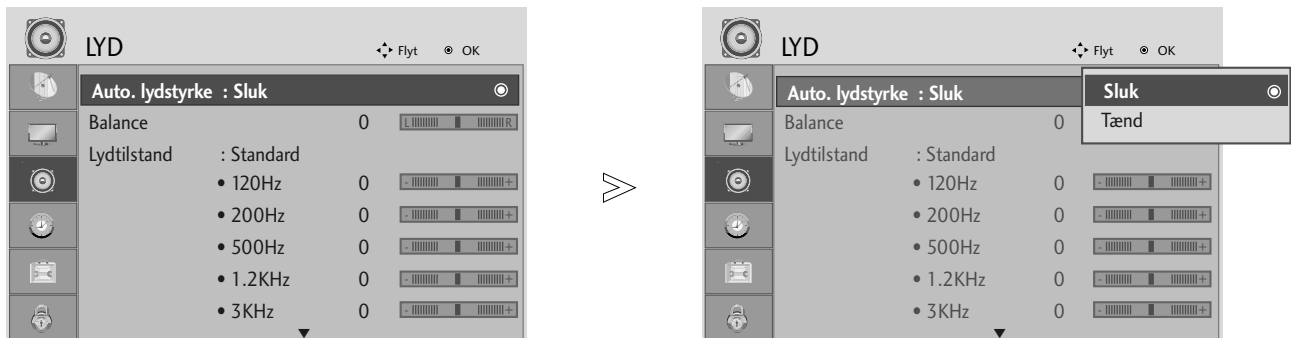 LYD
Flyt OK
Auto. lydstyrke : Sluk
Balance 0 L R
Lydtilstand : Standard
• 120Hz 0 - +
• 200Hz 0 - +
• 500Hz 0 - +
• 1.2KHz 0 - +
• 3KHz 0 - +
LYD
Flyt OK
Auto. lydstyrke : Sluk
Sluk
Tænd
Balance 0
Lydtilstand : Standard
• 120Hz 0 - +
• 200Hz 0 - +
• 500Hz 0 - +
• 1.2KHz 0 - +
• 3KHz 0 - +